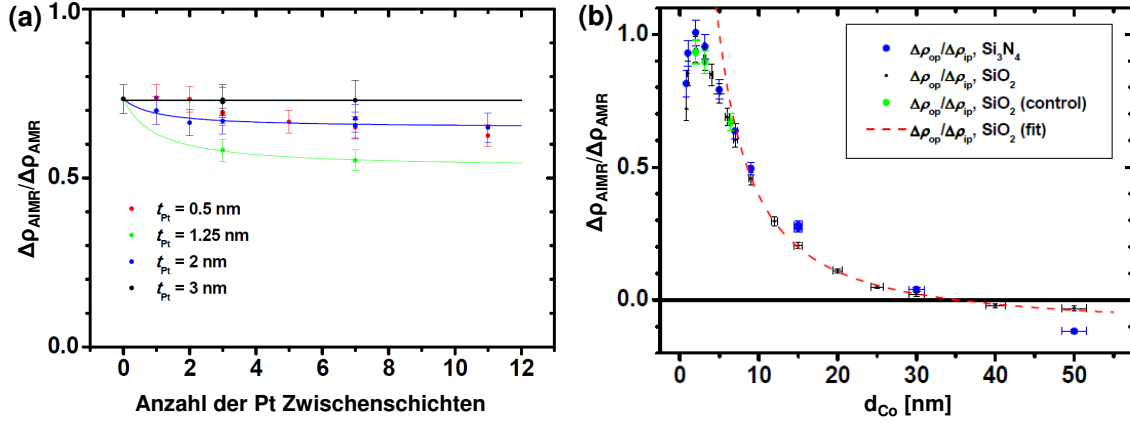 (a)
1.0
0.5
0.0
Δρ_AIMR/Δρ_AMR
t_Pt = 0.5 nm
t_Pt = 1.25 nm
t_Pt = 2 nm
t_Pt = 3 nm
0 2 4 6 8 10 12
Anzahl der Pt Zwischenschichten
(b)
1.0
0.5
0.0
Δρ_AIMR/Δρ_AMR
Δρ_op/Δρ_ip, Si₃N₄
Δρ_op/Δρ_ip, SiO₂
Δρ_op/Δρ_ip, SiO₂ (control)
Δρ_op/Δρ_ip, SiO₂ (fit)
0 10 20 30 40 50
d_Co [nm]